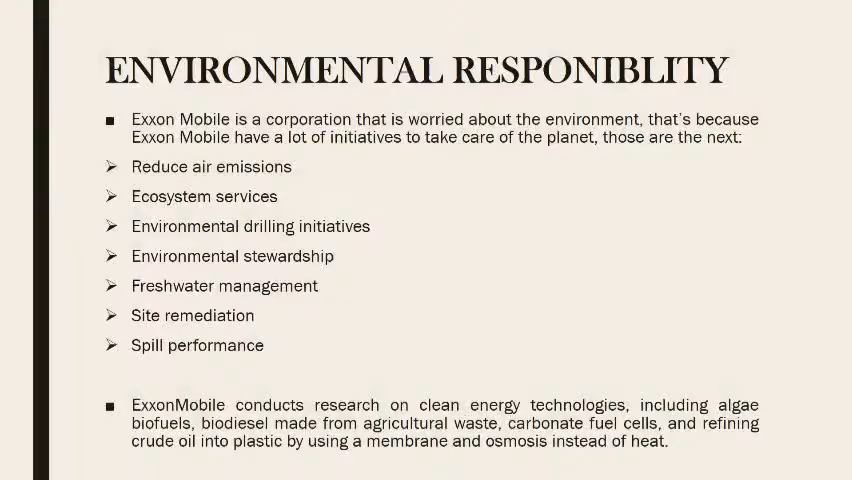 ENVIRONMENTAL RESPONIBLITY
■ Exxon Mobile is a corporation that is worried about the environment, that's because
Exxon Mobile have a lot of initiatives to take care of the planet, those are the next:
➢ Reduce air emissions
➢ Ecosystem services
➢ Environmental drilling initiatives
➢ Environmental stewardship
➢ Freshwater management
➢ Site remediation
➢ Spill performance
■ ExxonMobile conducts research on clean energy technologies, including algae
biofuels, biodiesel made from agricultural waste, carbonate fuel cells, and refining
crude oil into plastic by using a membrane and osmosis instead of heat.